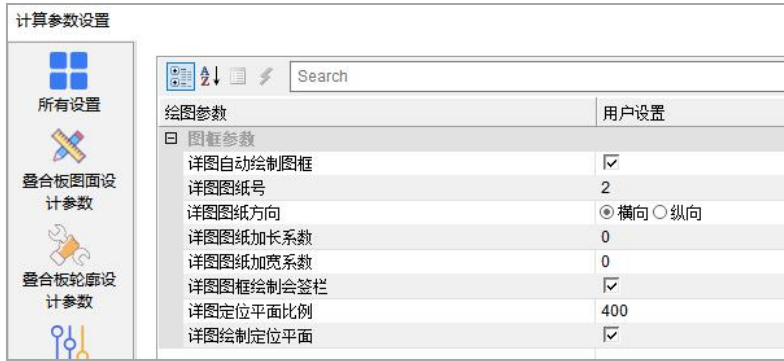 计算参数设置
所有设置
叠合板图面设
计参数
叠合板轮廓设
计参数
Search
绘图参数 用户设置
图框参数
详图自动绘制图框
详图图纸号 2
详图图纸方向 横向 纵向
详图图纸加长系数 0
详图图纸加宽系数 0
详图图框绘制会签栏
详图定位平面比例 400
详图绘制定位平面